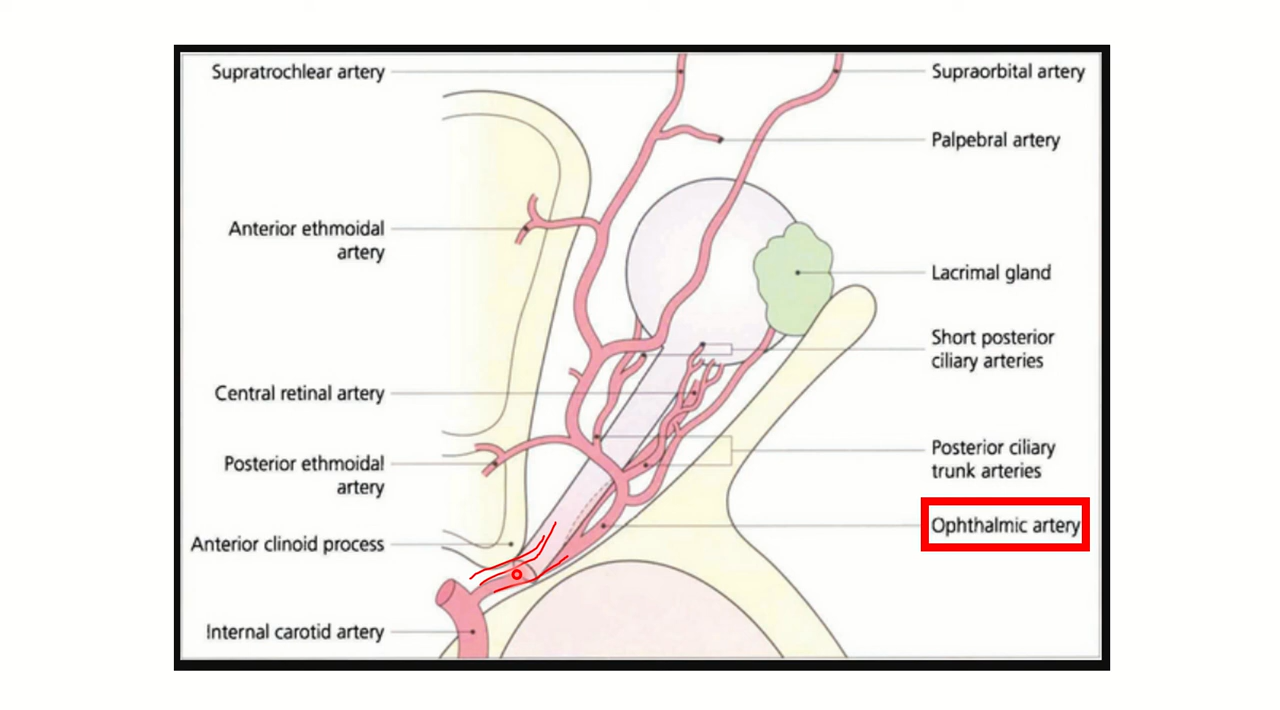 Supratrochlear artery
Supraorbital artery
Palpebral artery
Anterior ethmoidal
artery
Lacrimal gland
Short posterior
ciliary arteries
Central retinal artery
Posterior ciliary
trunk arteries
Posterior ethmoidal
artery
Ophthalmic artery
Anterior clinoid process
Internal carotid artery